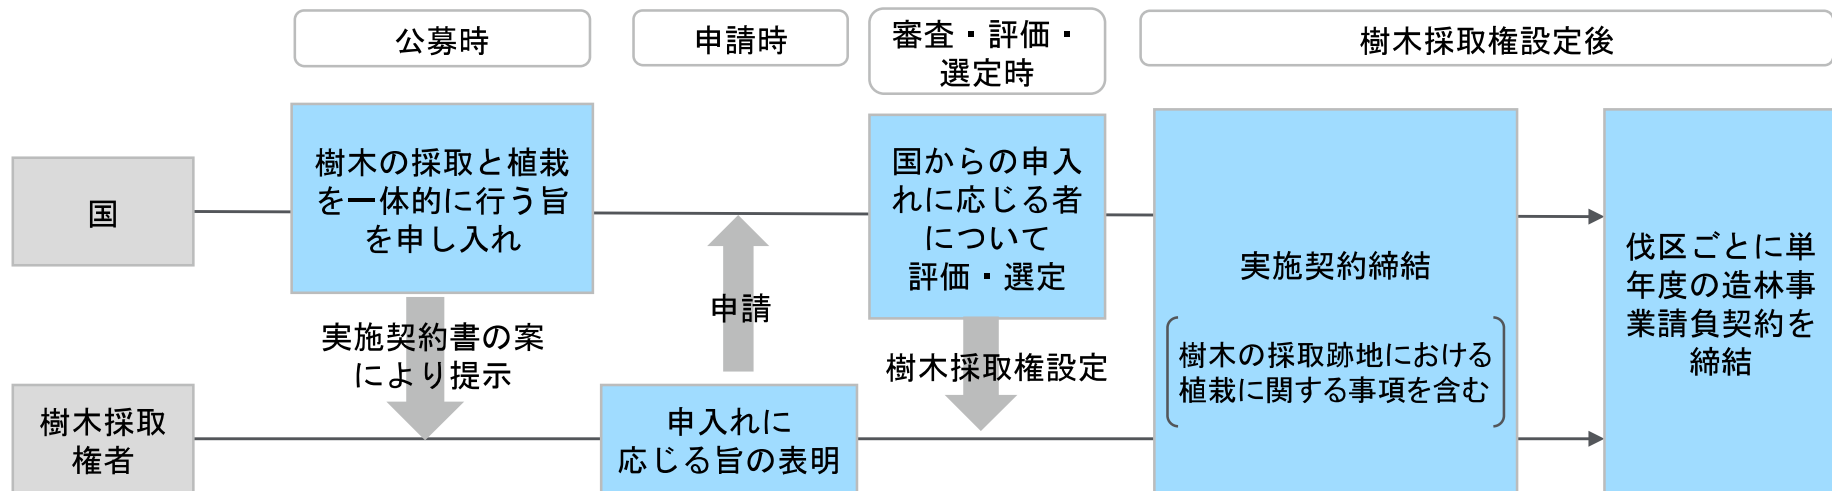 公募時
申請時
審査・評価・
選定時
樹木採取権設定後
国
樹木の採取と植栽
を一体的に行う旨
を申し入れ
国からの申入
れに応じる者
について
評価・選定
実施契約締結
樹木の採取跡地における
植栽に関する事項を含む
伐区ごとに単
年度の造林事
業請負契約を
締結
実施契約書の案
により提示
申請
樹木採取権設定
樹木採取
権者
申入れに
応じる旨の表明